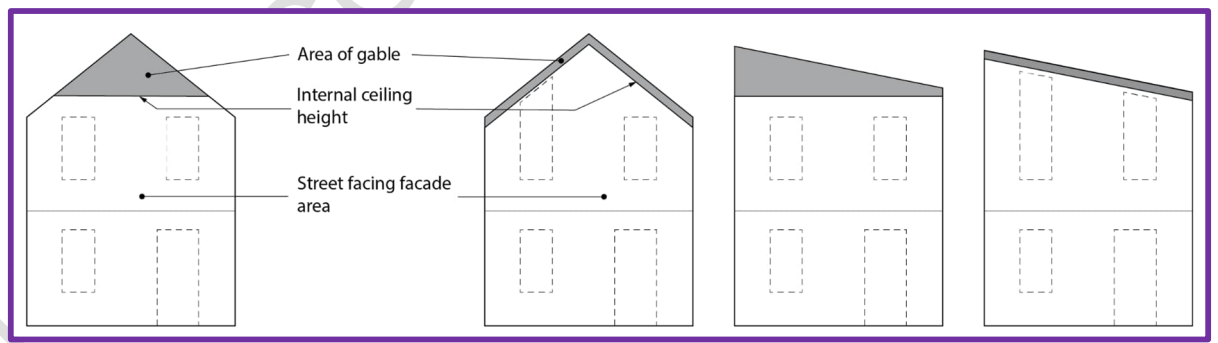 Area of gable
Internal ceiling
height
Street facing facade
area